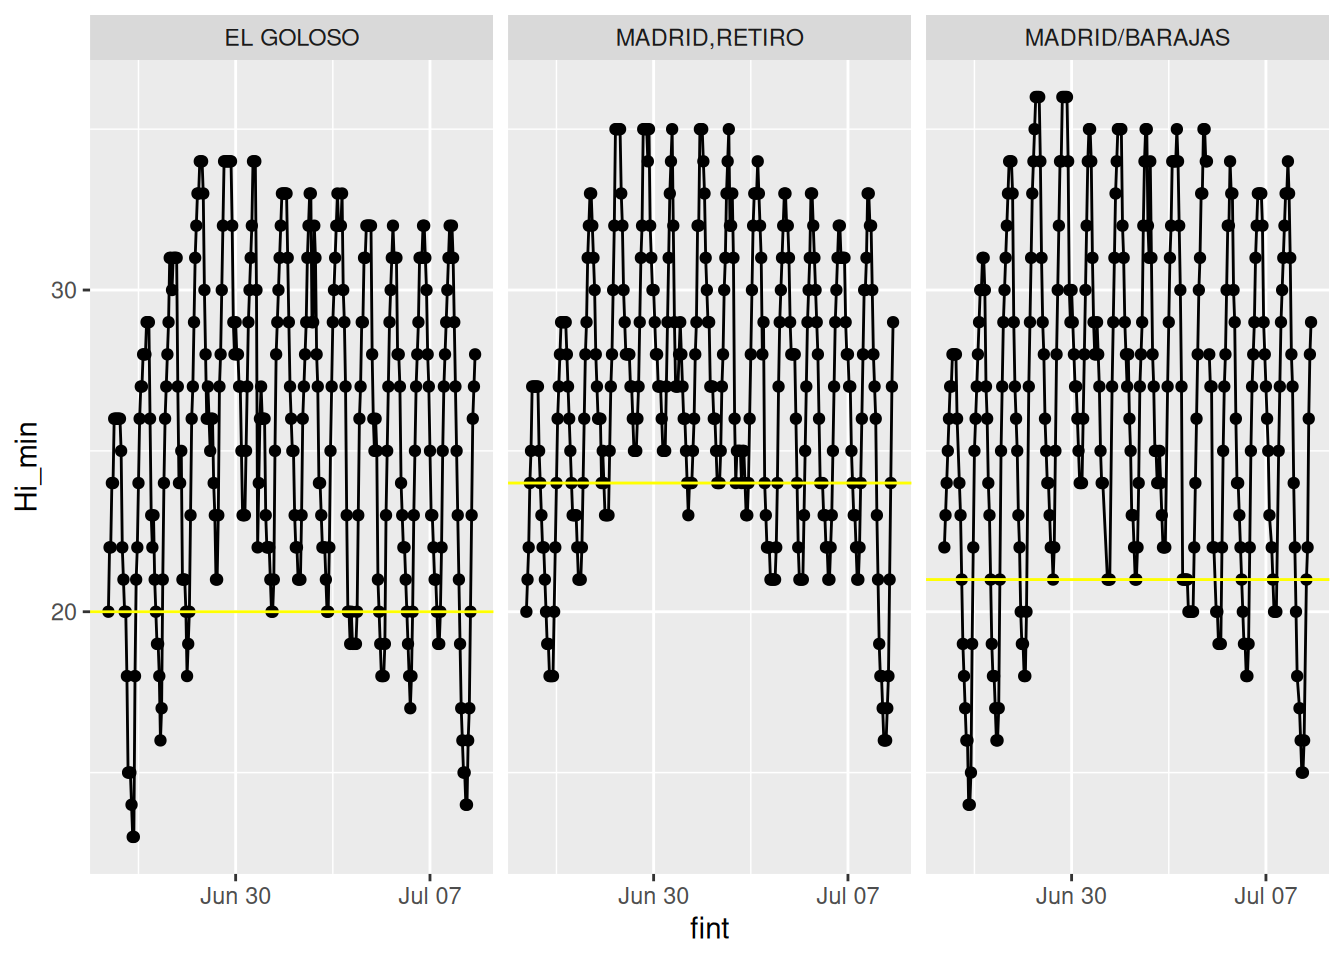 EL GOLOSO
MADRID,RETIRO
MADRID/BARAJAS
Hi_min
30
20
Jun 30
Jul 07
Jun 30
Jul 07
Jun 30
Jul 07
fint